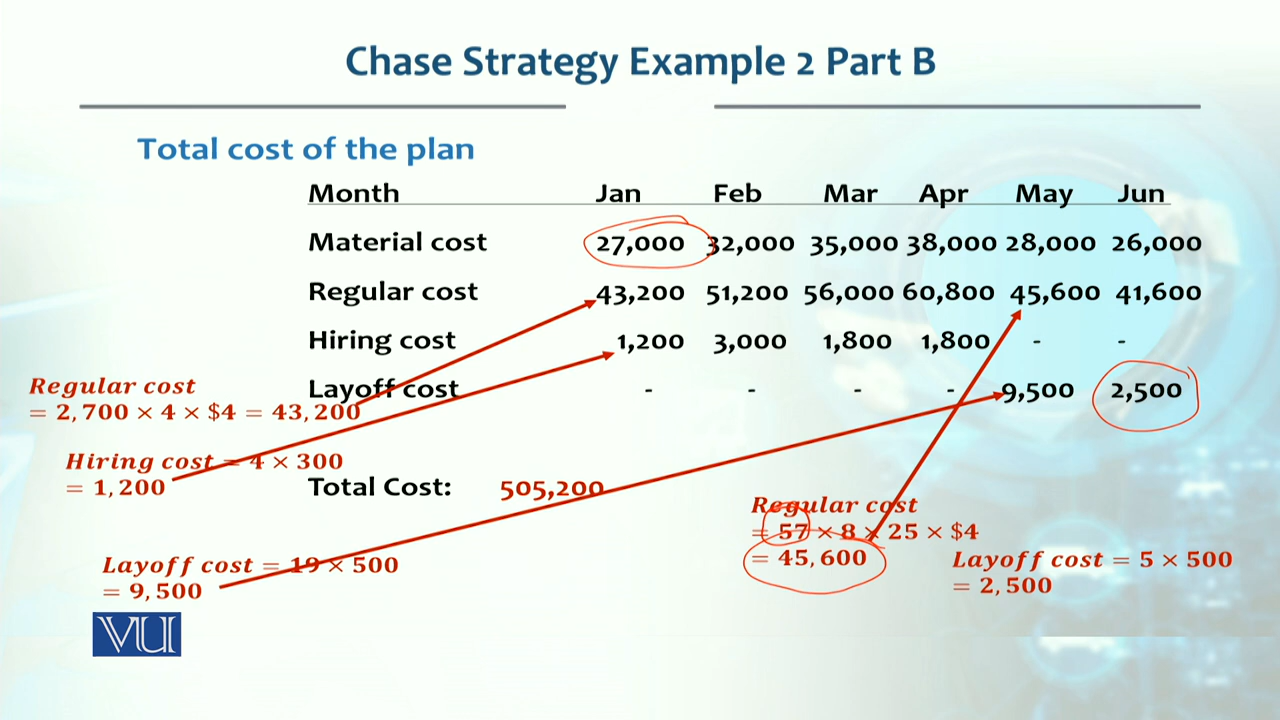 Chase Strategy Example 2 Part B
Total cost of the plan
Month Jan Feb Mar Apr May Jun
Material cost 27,000 32,000 35,000 38,000 28,000 26,000
Regular cost 43,200 51,200 56,000 60,800 45,600 41,600
Hiring cost 1,200 3,000 1,800 1,800 - -
Layoff cost - - - - 9,500 2,500
Regular cost
= 2,700 × 4 × $4 = 43,200
Hiring cost = 4 × 300
= 1,200
Total Cost: 505,200
Regular cost
= 57 × 8 × 25 × $4
= 45,600
Layoff cost = 19 × 500
= 9,500
Layoff cost = 5 × 500
= 2,500
VU